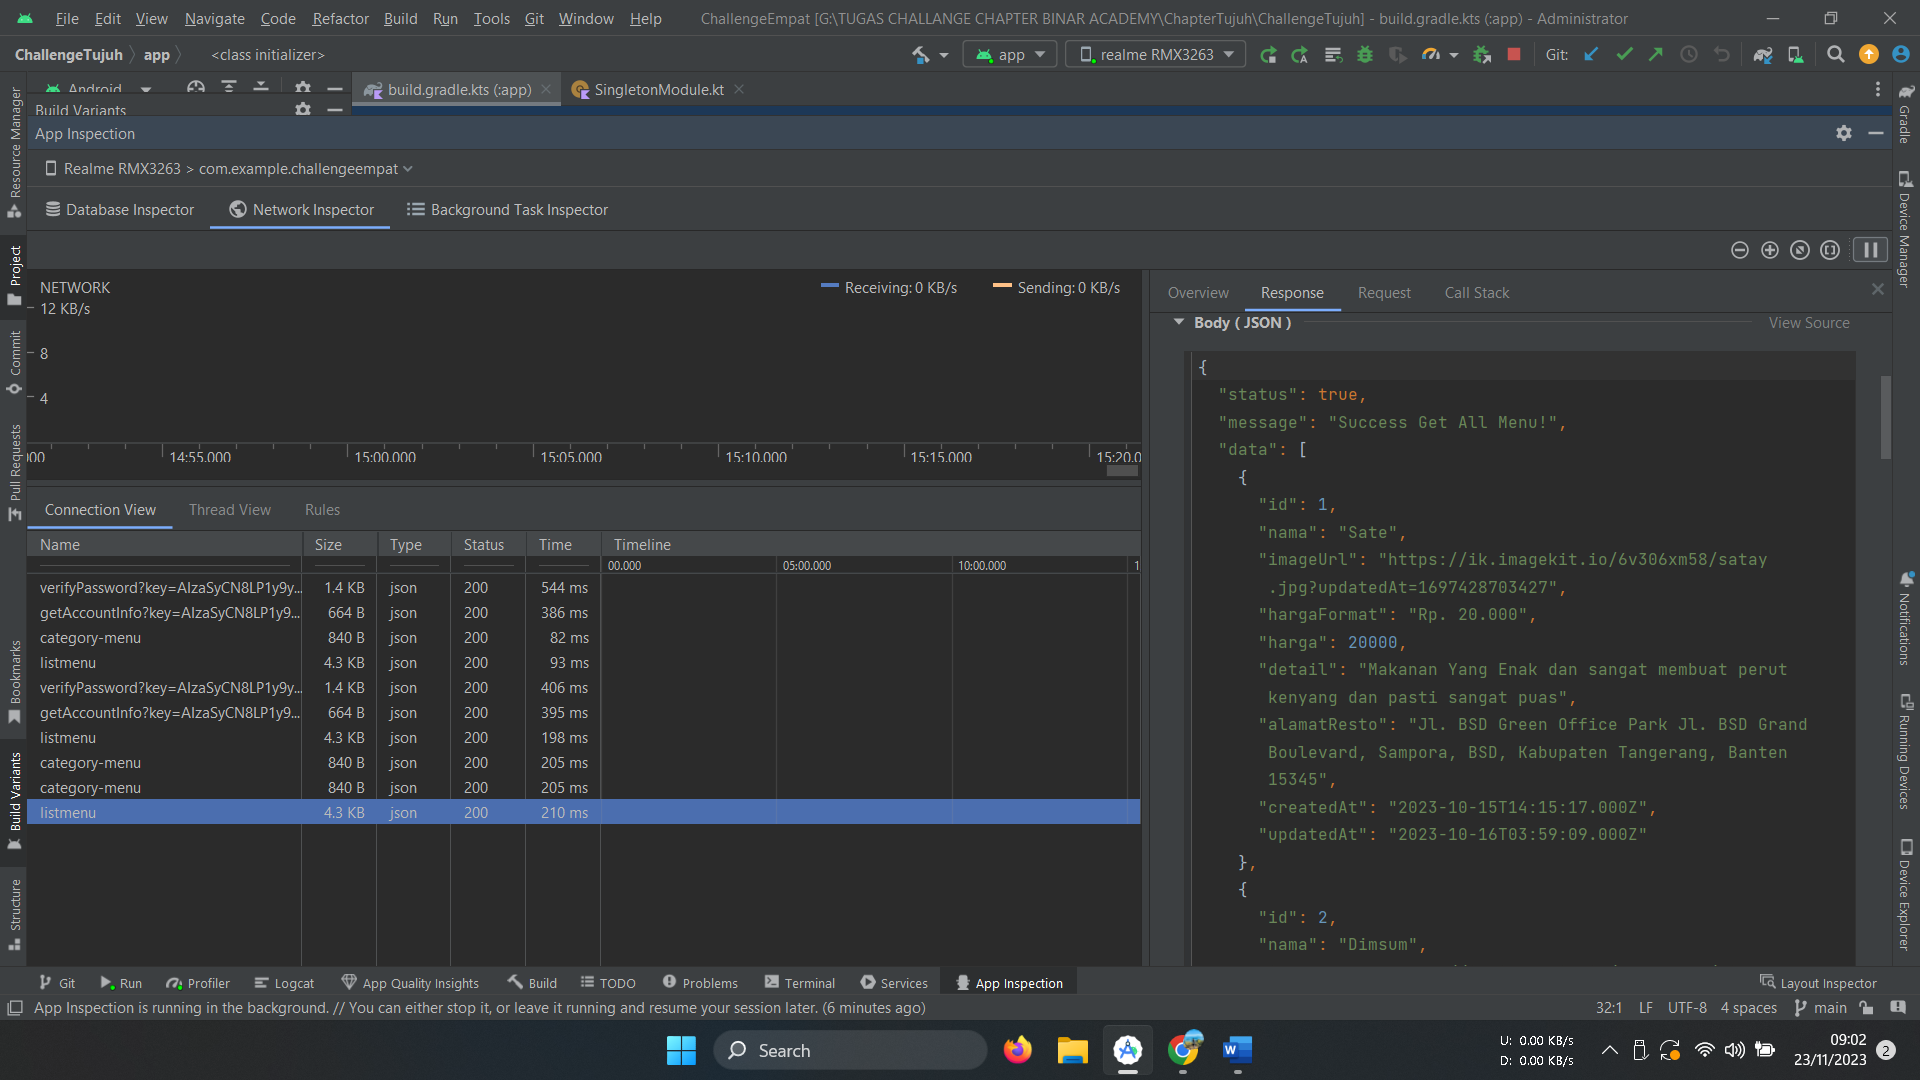 File Edit View Navigate Code Refactor Build Run Tools Git Window Help ChallengeEmpat [G:\TUGAS CHALLANGE CHAPTER BINAR ACADEMY\ChapterTujuh\ChallengeTujuh] - build.gradle.kts (:app) - Administrator
ChallengeTujuh app <class initializer> app realme RMX3263 Git:
Android build.gradle.kts (:app) SingletonModule.kt
Build Variants
App Inspection
Realme RMX3263 > com.example.challengeempat
Database Inspector Network Inspector Background Task Inspector
NETWORK Receiving: 0 KB/s Sending: 0 KB/s
12 KB/s
8
4
00 14:55.000 15:00.000 15:05.000 15:10.000 15:15.000 15:20.0
Connection View Thread View Rules
Name Size Type Status Time Timeline
00.000 05:00.000 10:00.000 1
verifyPassword?key=AIzaSyCN8LP1y9y... 1.4 KB json 200 544 ms
getAccountInfo?key=AIzaSyCN8LP1y9... 664 B json 200 386 ms
category-menu 840 B json 200 82 ms
listmenu 4.3 KB json 200 93 ms
verifyPassword?key=AIzaSyCN8LP1y9y... 1.4 KB json 200 406 ms
getAccountInfo?key=AIzaSyCN8LP1y9... 664 B json 200 395 ms
listmenu 4.3 KB json 200 198 ms
category-menu 840 B json 200 205 ms
category-menu 840 B json 200 205 ms
listmenu 4.3 KB json 200 210 ms
Overview Response Request Call Stack
Body ( JSON ) View Source
{
"status": true,
"message": "Success Get All Menu!",
"data": [
{
"id": 1,
"nama": "Sate",
"imageUrl": "https://ik.imagekit.io/6v306xm58/satay
.jpg?updatedAt=1697428703427",
"hargaFormat": "Rp. 20.000",
"harga": 20000,
"detail": "Makanan Yang Enak dan sangat membuat perut
kenyang dan pasti sangat puas",
"alamatResto": "Jl. BSD Green Office Park Jl. BSD Grand
Boulevard, Sampora, BSD, Kabupaten Tangerang, Banten
15345",
"createdAt": "2023-10-15T14:15:17.000Z",
"updatedAt": "2023-10-16T03:59:09.000Z"
},
{
"id": 2,
"nama": "Dimsum",
Resource Manager
Project
Commit
Pull Requests
Bookmarks
Build Variants
Structure
Gradle
Device Manager
Notifications
Running Devices
Device Explorer
Git Run Profiler Logcat App Quality Insights Build TODO Problems Terminal Services App Inspection Layout Inspector
App Inspection is running in the background. // You can either stop it, or leave it running and resume your session later. (6 minutes ago) 32:1 LF UTF-8 4 spaces main
Search
U: 0.00 KB/s
D: 0.00 KB/s
09:02
23/11/2023
2